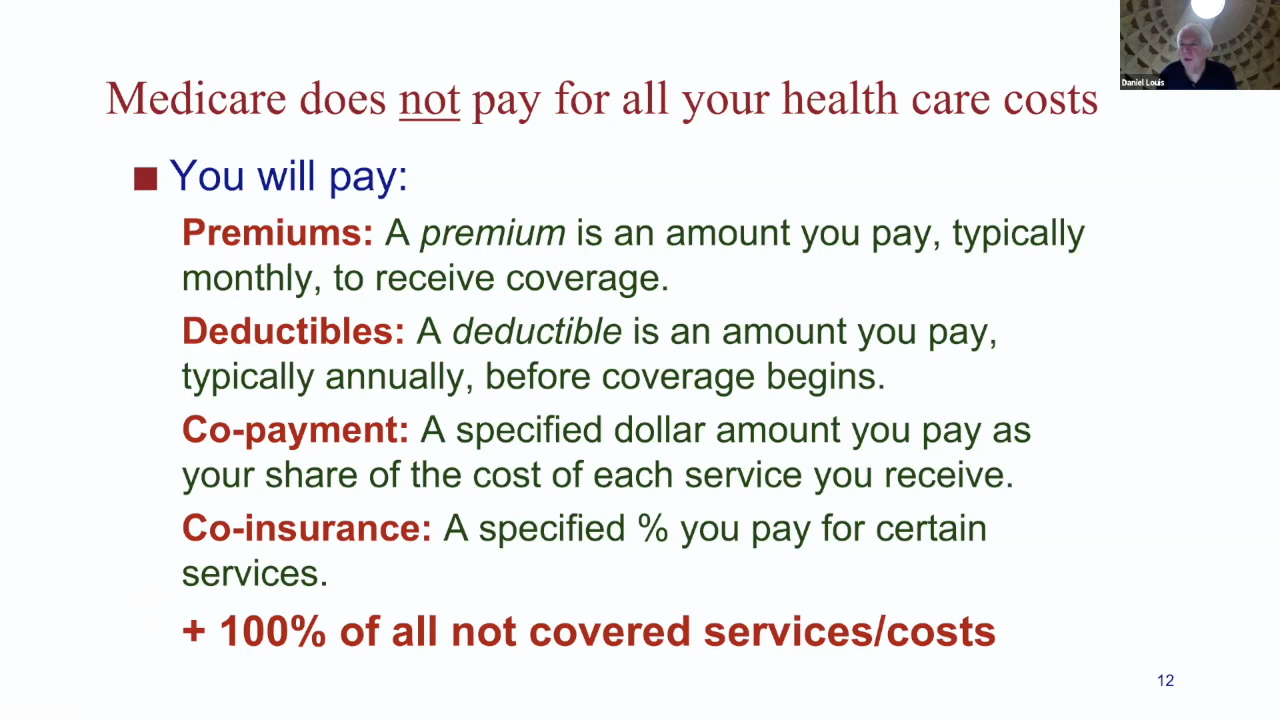 Daniel Louis
Medicare does not pay for all your health care costs
You will pay:
Premiums: A premium is an amount you pay, typically
monthly, to receive coverage.
Deductibles: A deductible is an amount you pay,
typically annually, before coverage begins.
Co-payment: A specified dollar amount you pay as
your share of the cost of each service you receive.
Co-insurance: A specified % you pay for certain
services.
+ 100% of all not covered services/costs
12